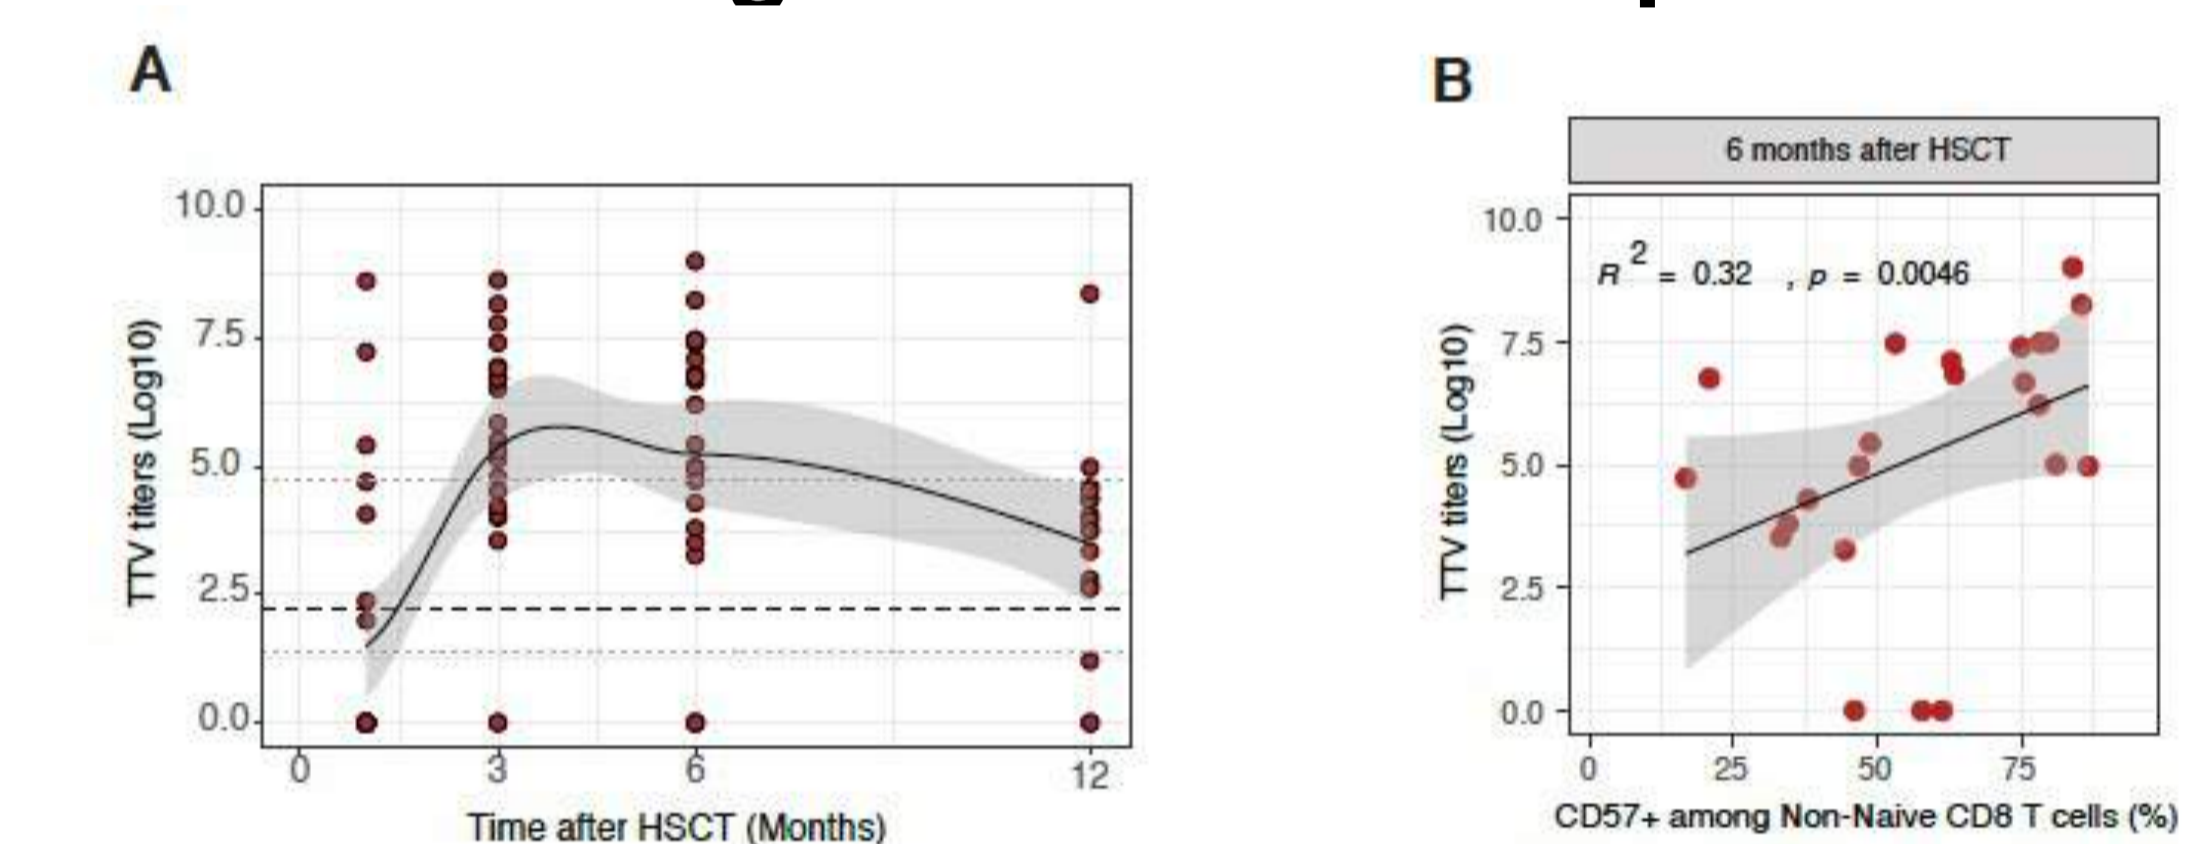 A
TTV titers (Log10)
10.0
7.5
5.0
2.5
0.0
0 3 6 12
Time after HSCT (Months)
B
6 months after HSCT
R 2 = 0.32 , p = 0.0046
TTV titers (Log10)
10.0
7.5
5.0
2.5
0.0
0 25 50 75
CD57+ among Non-Naive CD8 T cells (%)